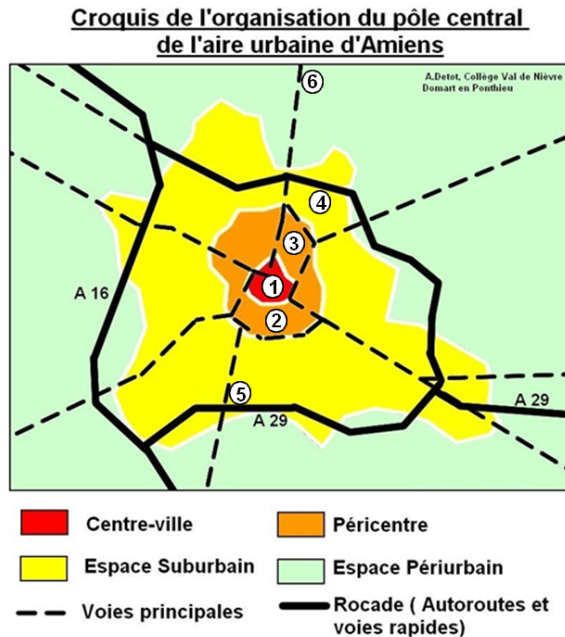 Croquis de l'organisation du pôle central
de l'aire urbaine d'Amiens
A.Detot, Collège Val de Nièvre
Domart en Ponthieu
6
4
3
1
A 16
2
5
A 29
A 29
Centre-ville
Péricentre
Espace Suburbain
Espace Périurbain
Voies principales
Rocade ( Autoroutes et
voies rapides)